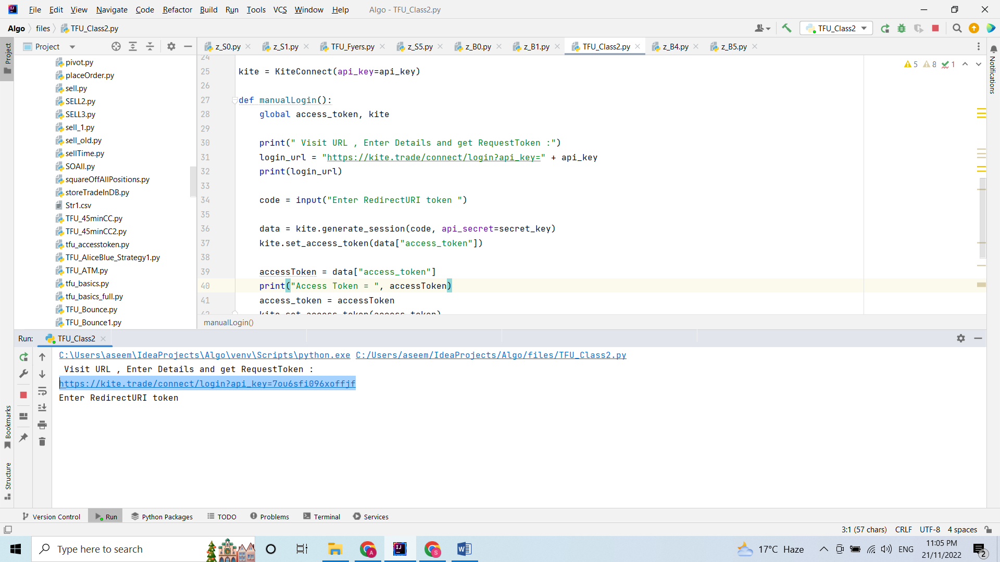 File Edit View Navigate Code Refactor Build Run Tools VCS Window Help Algo - TFU_Class2.py
Algo files TFU_Class2.py TFU_Class2
Project z_S0.py z_S1.py TFU_Fyers.py z_S5.py z_B0.py z_B1.py TFU_Class2.py z_B4.py z_B5.py
Project
Notifications
5 8 1
pivot.py
placeOrder.py
sell.py
SELL2.py
SELL3.py
sell_1.py
sell_old.py
sellTime.py
SOAll.py
squareOffAllPositions.py
storeTradeInDB.py
Str1.csv
TFU_45minCC.py
TFU_45minCC2.py
tfu_accesstoken.py
TFU_AliceBlue_Strategy1.py
TFU_ATM.py
tfu_basics.py
tfu_basics_full.py
TFU_Bounce.py
TFU_Bounce1.py
24
25 kite = KiteConnect(api_key=api_key)
26
27 def manualLogin():
28 global access_token, kite
29
30 print(" Visit URL , Enter Details and get RequestToken :")
31 login_url = "https://kite.trade/connect/login?api_key=" + api_key
32 print(login_url)
33
34 code = input("Enter RedirectURI token ")
35
36 data = kite.generate_session(code, api_secret=secret_key)
37 kite.set_access_token(data["access_token"])
38
39 accessToken = data["access_token"]
40 print("Access Token = ", accessToken)
41 access_token = accessToken
42 kite.set_access_token(access_token)
manualLogin()
Run: TFU_Class2
C:\Users\aseem\IdeaProjects\Algo\venv\Scripts\python.exe C:/Users/aseem/IdeaProjects/Algo/files/TFU_Class2.py
Visit URL , Enter Details and get RequestToken :
https://kite.trade/connect/login?api_key=7ou6sfi096xoffjf
Enter RedirectURI token
Bookmarks
Structure
Version Control Run Python Packages TODO Problems Terminal Services
3:1 (57 chars) CRLF UTF-8 4 spaces
Type here to search 17°C Haze ENG 11:05 PM
21/11/2022 2